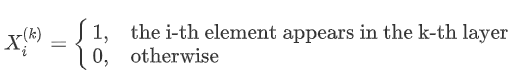 X_i^{(k)} = { 1, the i-th element appears in the k-th layer
0, otherwise